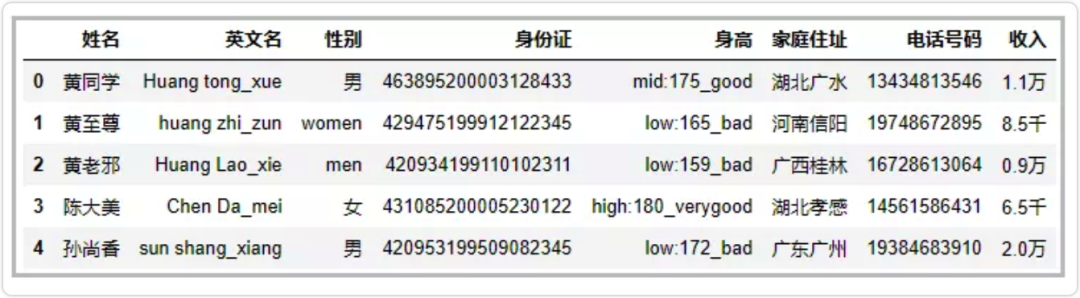 姓名 英文名 性别 身份证 身高 家庭住址 电话号码 收入
0 黄同学 Huang tong_xue 男 463895200003128433 mid:175_good 湖北广水 13434813546 1.1万
1 黄至尊 huang zhi_zun women 429475199912122345 low:165_bad 河南信阳 19748672895 8.5千
2 黄老邪 Huang Lao_xie men 420934199110102311 low:159_bad 广西桂林 16728613064 0.9万
3 陈大美 Chen Da_mei 女 431085200005230122 high:180_verygood 湖北孝感 14561586431 6.5千
4 孙尚香 sun shang_xiang 男 420953199509082345 low:172_bad 广东广州 19384683910 2.0万